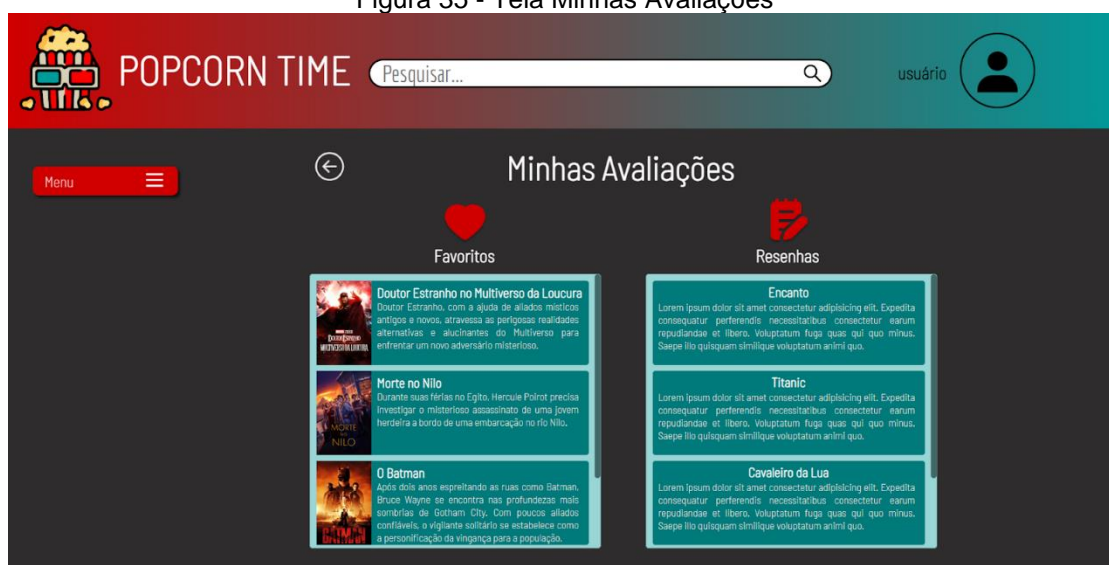 Figura 35 - Tela Minhas Avaliações
POPCORN TIME
Pesquisar...
usuário
Menu
Minhas Avaliações
Favoritos
Doutor Estranho no Multiverso da Loucura
Doutor Estranho, com a ajuda de aliados místicos
antigos e novos, atravessa as perigosas realidades
alternativas e alucinantes do Multiverso para
enfrentar um novo adversário misterioso.
Morte no Nilo
Durante suas férias no Egito, Hercule Poirot precisa
investigar o misterioso assassinato de uma jovem
herdeira a bordo de uma embarcação no rio Nilo.
MORTE
NO
NILO
O Batman
Após dois anos espreitando as ruas como Batman,
Bruce Wayne se encontra nas profundezas mais
sombrias de Gotham City. Com poucos aliados
confiáveis, o vigilante solitário se estabelece como
a personificação da vingança para a população.
BATMAN
Resenhas
Encanto
Lorem ipsum dolor sit amet consectetur adipisicing elit. Expedita
consequatur perferendis necessitatibus consectetur earum
repudiandae et libero. Voluptatum fuga quas qui quo minus.
Saepe illo quisquam similique voluptatum animi quo.
Titanic
Lorem ipsum dolor sit amet consectetur adipisicing elit. Expedita
consequatur perferendis necessitatibus consectetur earum
repudiandae et libero. Voluptatum fuga quas qui quo minus.
Saepe illo quisquam similique voluptatum animi quo.
Cavaleiro da Lua
Lorem ipsum dolor sit amet consectetur adipisicing elit. Expedita
consequatur perferendis necessitatibus consectetur earum
repudiandae et libero. Voluptatum fuga quas qui quo minus.
Saepe illo quisquam similique voluptatum animi quo.